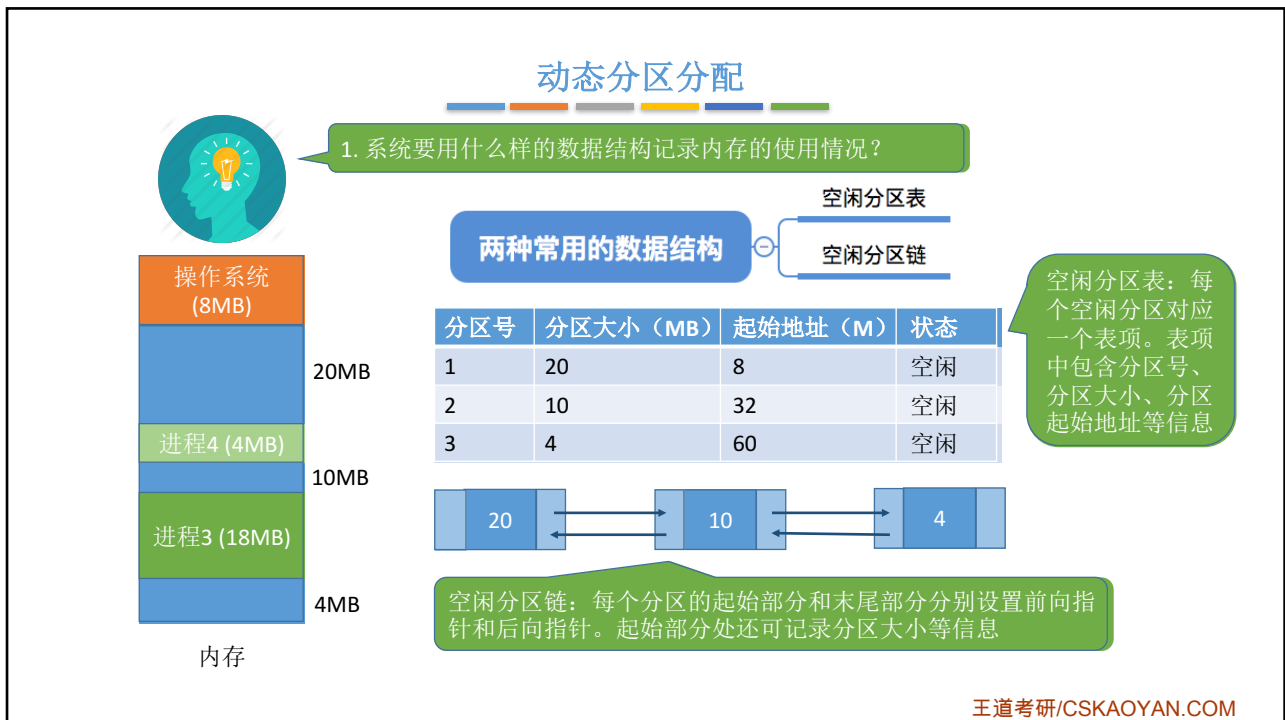 动态分区分配
1. 系统要用什么样的数据结构记录内存的使用情况？
两种常用的数据结构
空闲分区表
空闲分区链
操作系统
(8MB)
20MB
进程4 (4MB)
10MB
进程3 (18MB)
4MB
内存
分区号 分区大小（MB） 起始地址（M） 状态
1 20 8 空闲
2 10 32 空闲
3 4 60 空闲
空闲分区表：每
个空闲分区对应
一个表项。表项
中包含分区号、
分区大小、分区
起始地址等信息
20 10 4
空闲分区链：每个分区的起始部分和末尾部分分别设置前向指
针和后向指针。起始部分处还可记录分区大小等信息
王道考研/CSKAOYAN.COM